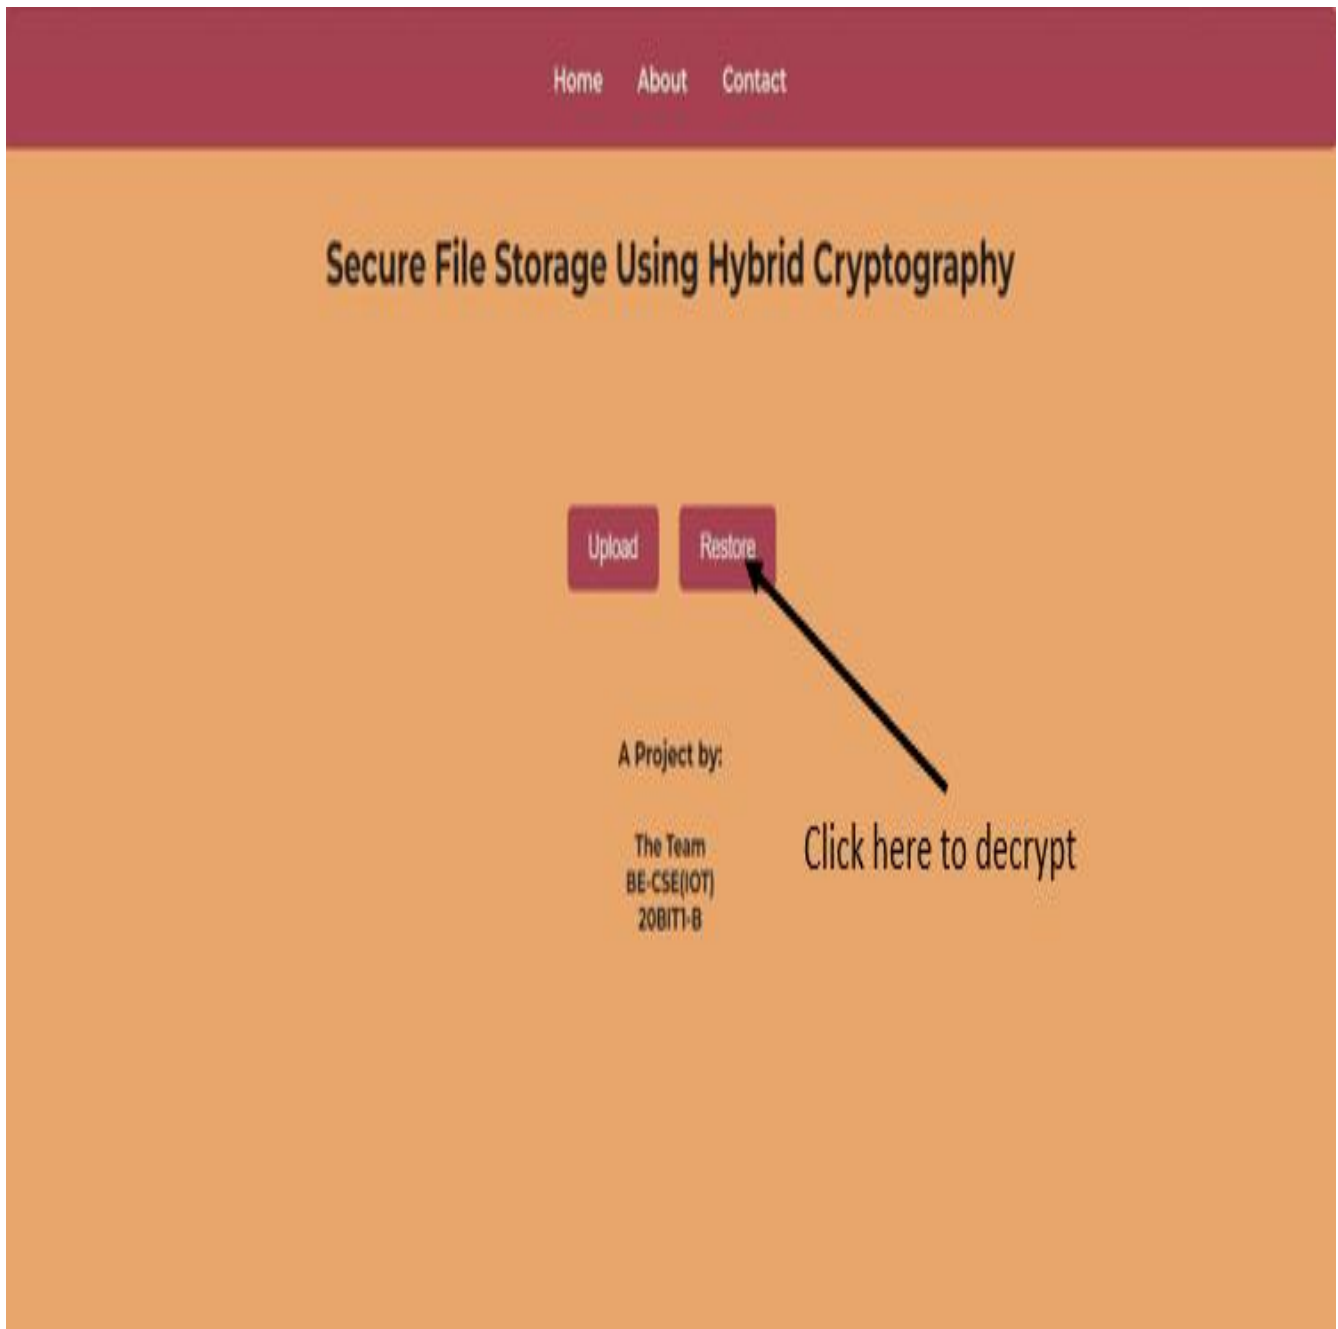 Home About Contact
Secure File Storage Using Hybrid Cryptography
Upload Restore
A Project by:
The Team
BE-CSE(IOT)
20BIT1-B
Click here to decrypt